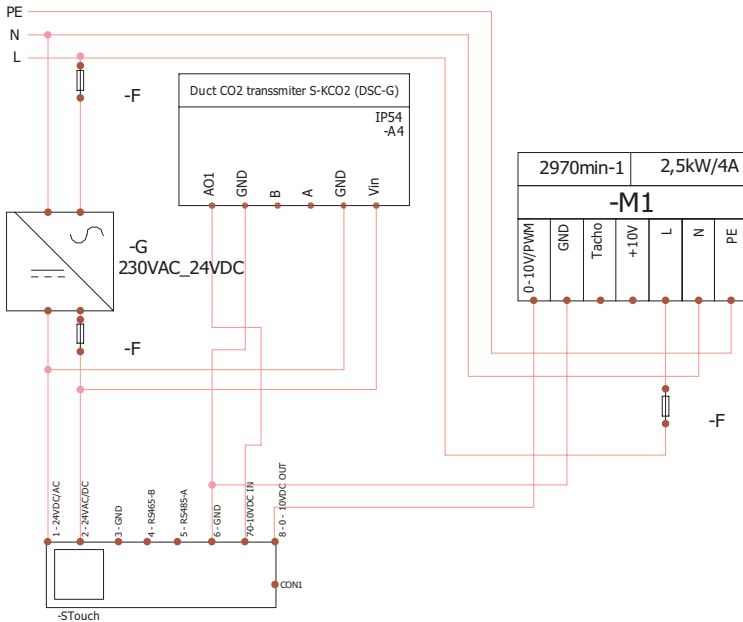 PE
N
L
-F
Duct CO2 transsmiter S-KCO2 (DSC-G)
IP54
-A4
AO1
GND
B
A
GND
Vin
2970min-1
2,5kW/4A
-M1
0-10V/PWM
GND
Tacho
+10V
L
N
PE
-G
230VAC_24VDC
-F
-F
1 - 24VDC/AC
2 - 24VAC/DC
3 - GND
4 - RS465-B
5 - RS485-A
6 - GND
7-0-10VDC IN
8 - 0 - 10VDC OUT
CON1
-STouch